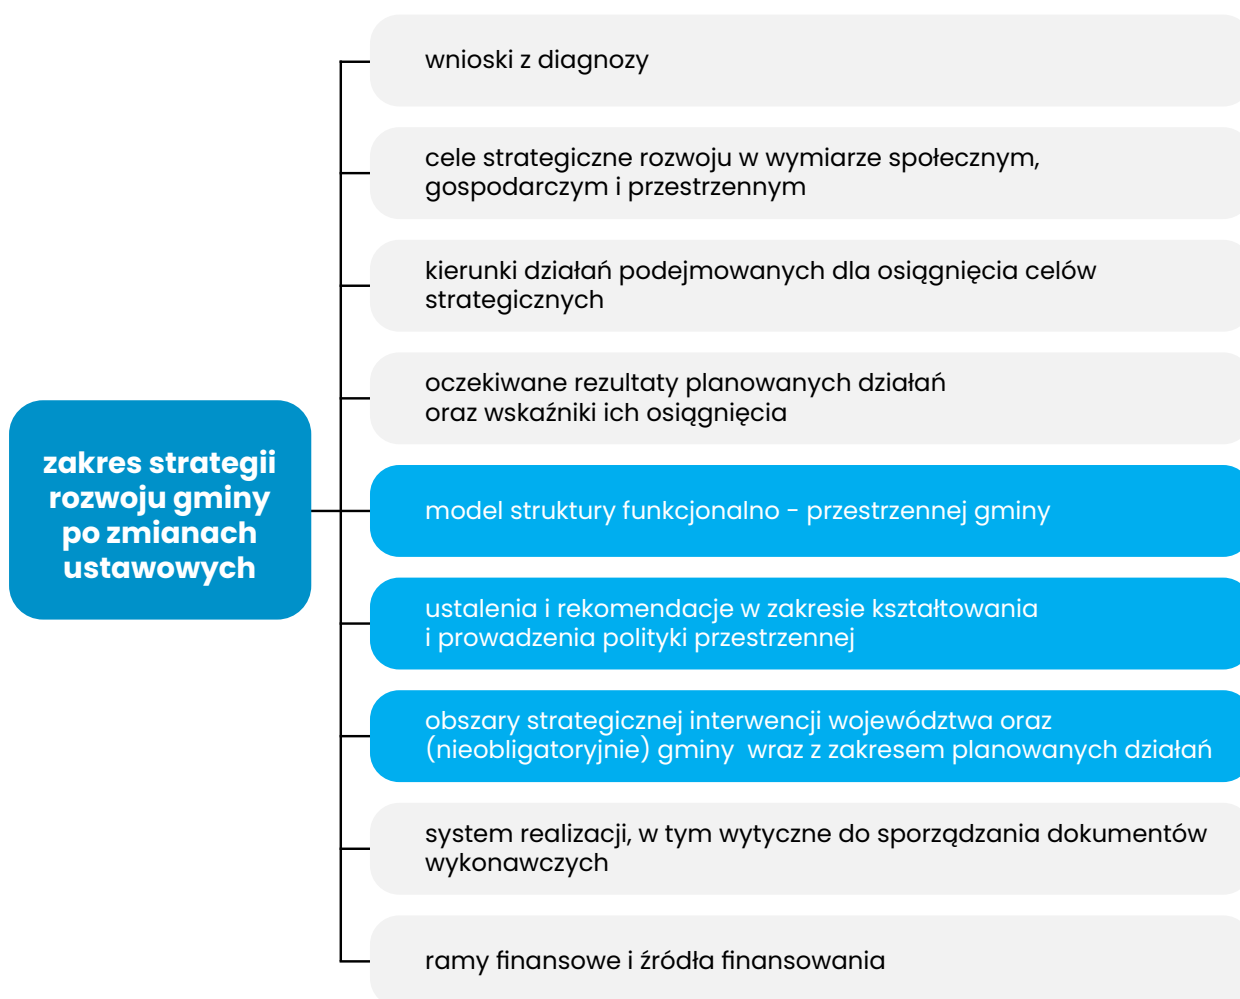 wnioski z diagnozy
cele strategiczne rozwoju w wymiarze społecznym,
gospodarczym i przestrzennym
kierunki działań podejmowanych dla osiągnięcia celów
strategicznych
oczekiwane rezultaty planowanych działań
oraz wskaźniki ich osiągnięcia
zakres strategii
rozwoju gminy
po zmianach
ustawowych
model struktury funkcjonalno - przestrzennej gminy
ustalenia i rekomendacje w zakresie kształtowania
i prowadzenia polityki przestrzennej
obszary strategicznej interwencji województwa oraz
(nieobligatoryjnie) gminy wraz z zakresem planowanych działań
system realizacji, w tym wytyczne do sporządzania dokumentów
wykonawczych
ramy finansowe i źródła finansowania